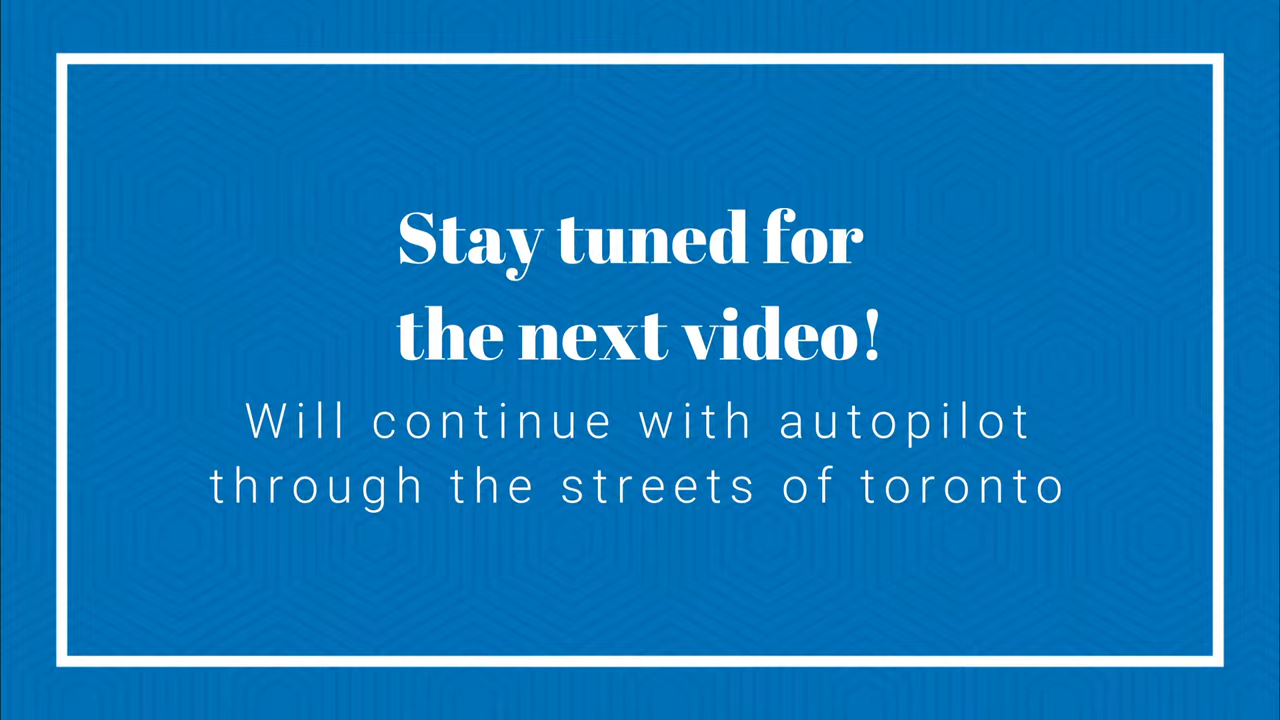 Stay tuned for
the next video!
Will continue with autopilot
through the streets of toronto